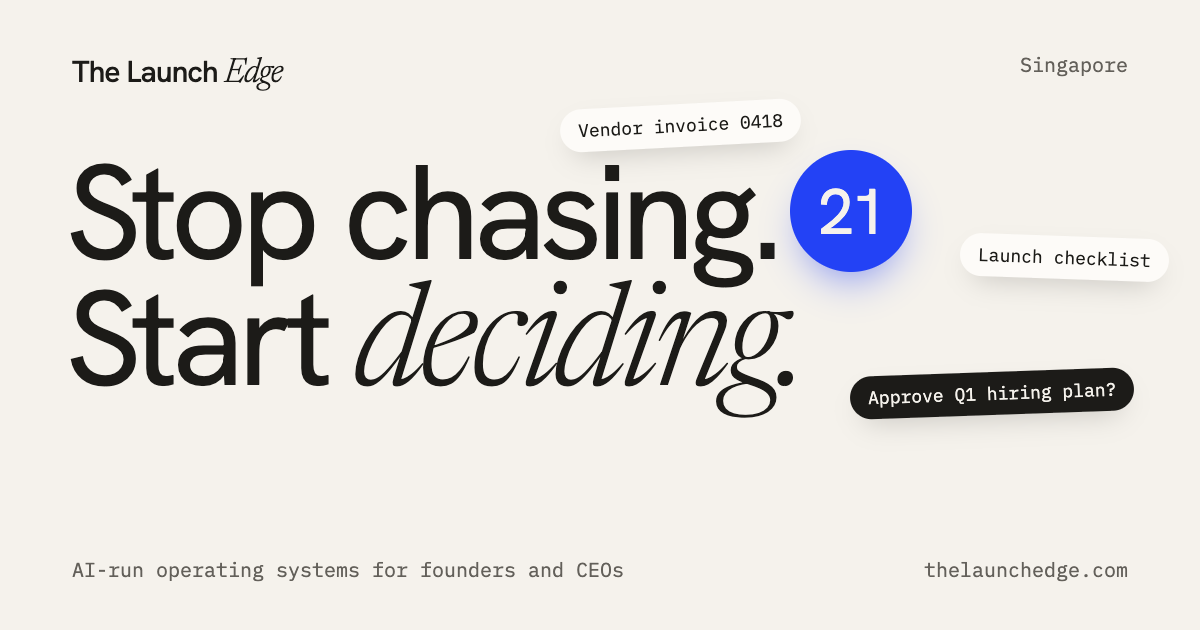 The Launch Edge
Singapore
Vendor invoice 0418
Stop chasing.
21
Launch checklist
Start deciding.
Approve Q1 hiring plan?
AI-run operating systems for founders and CEOs
thelaunchedge.com